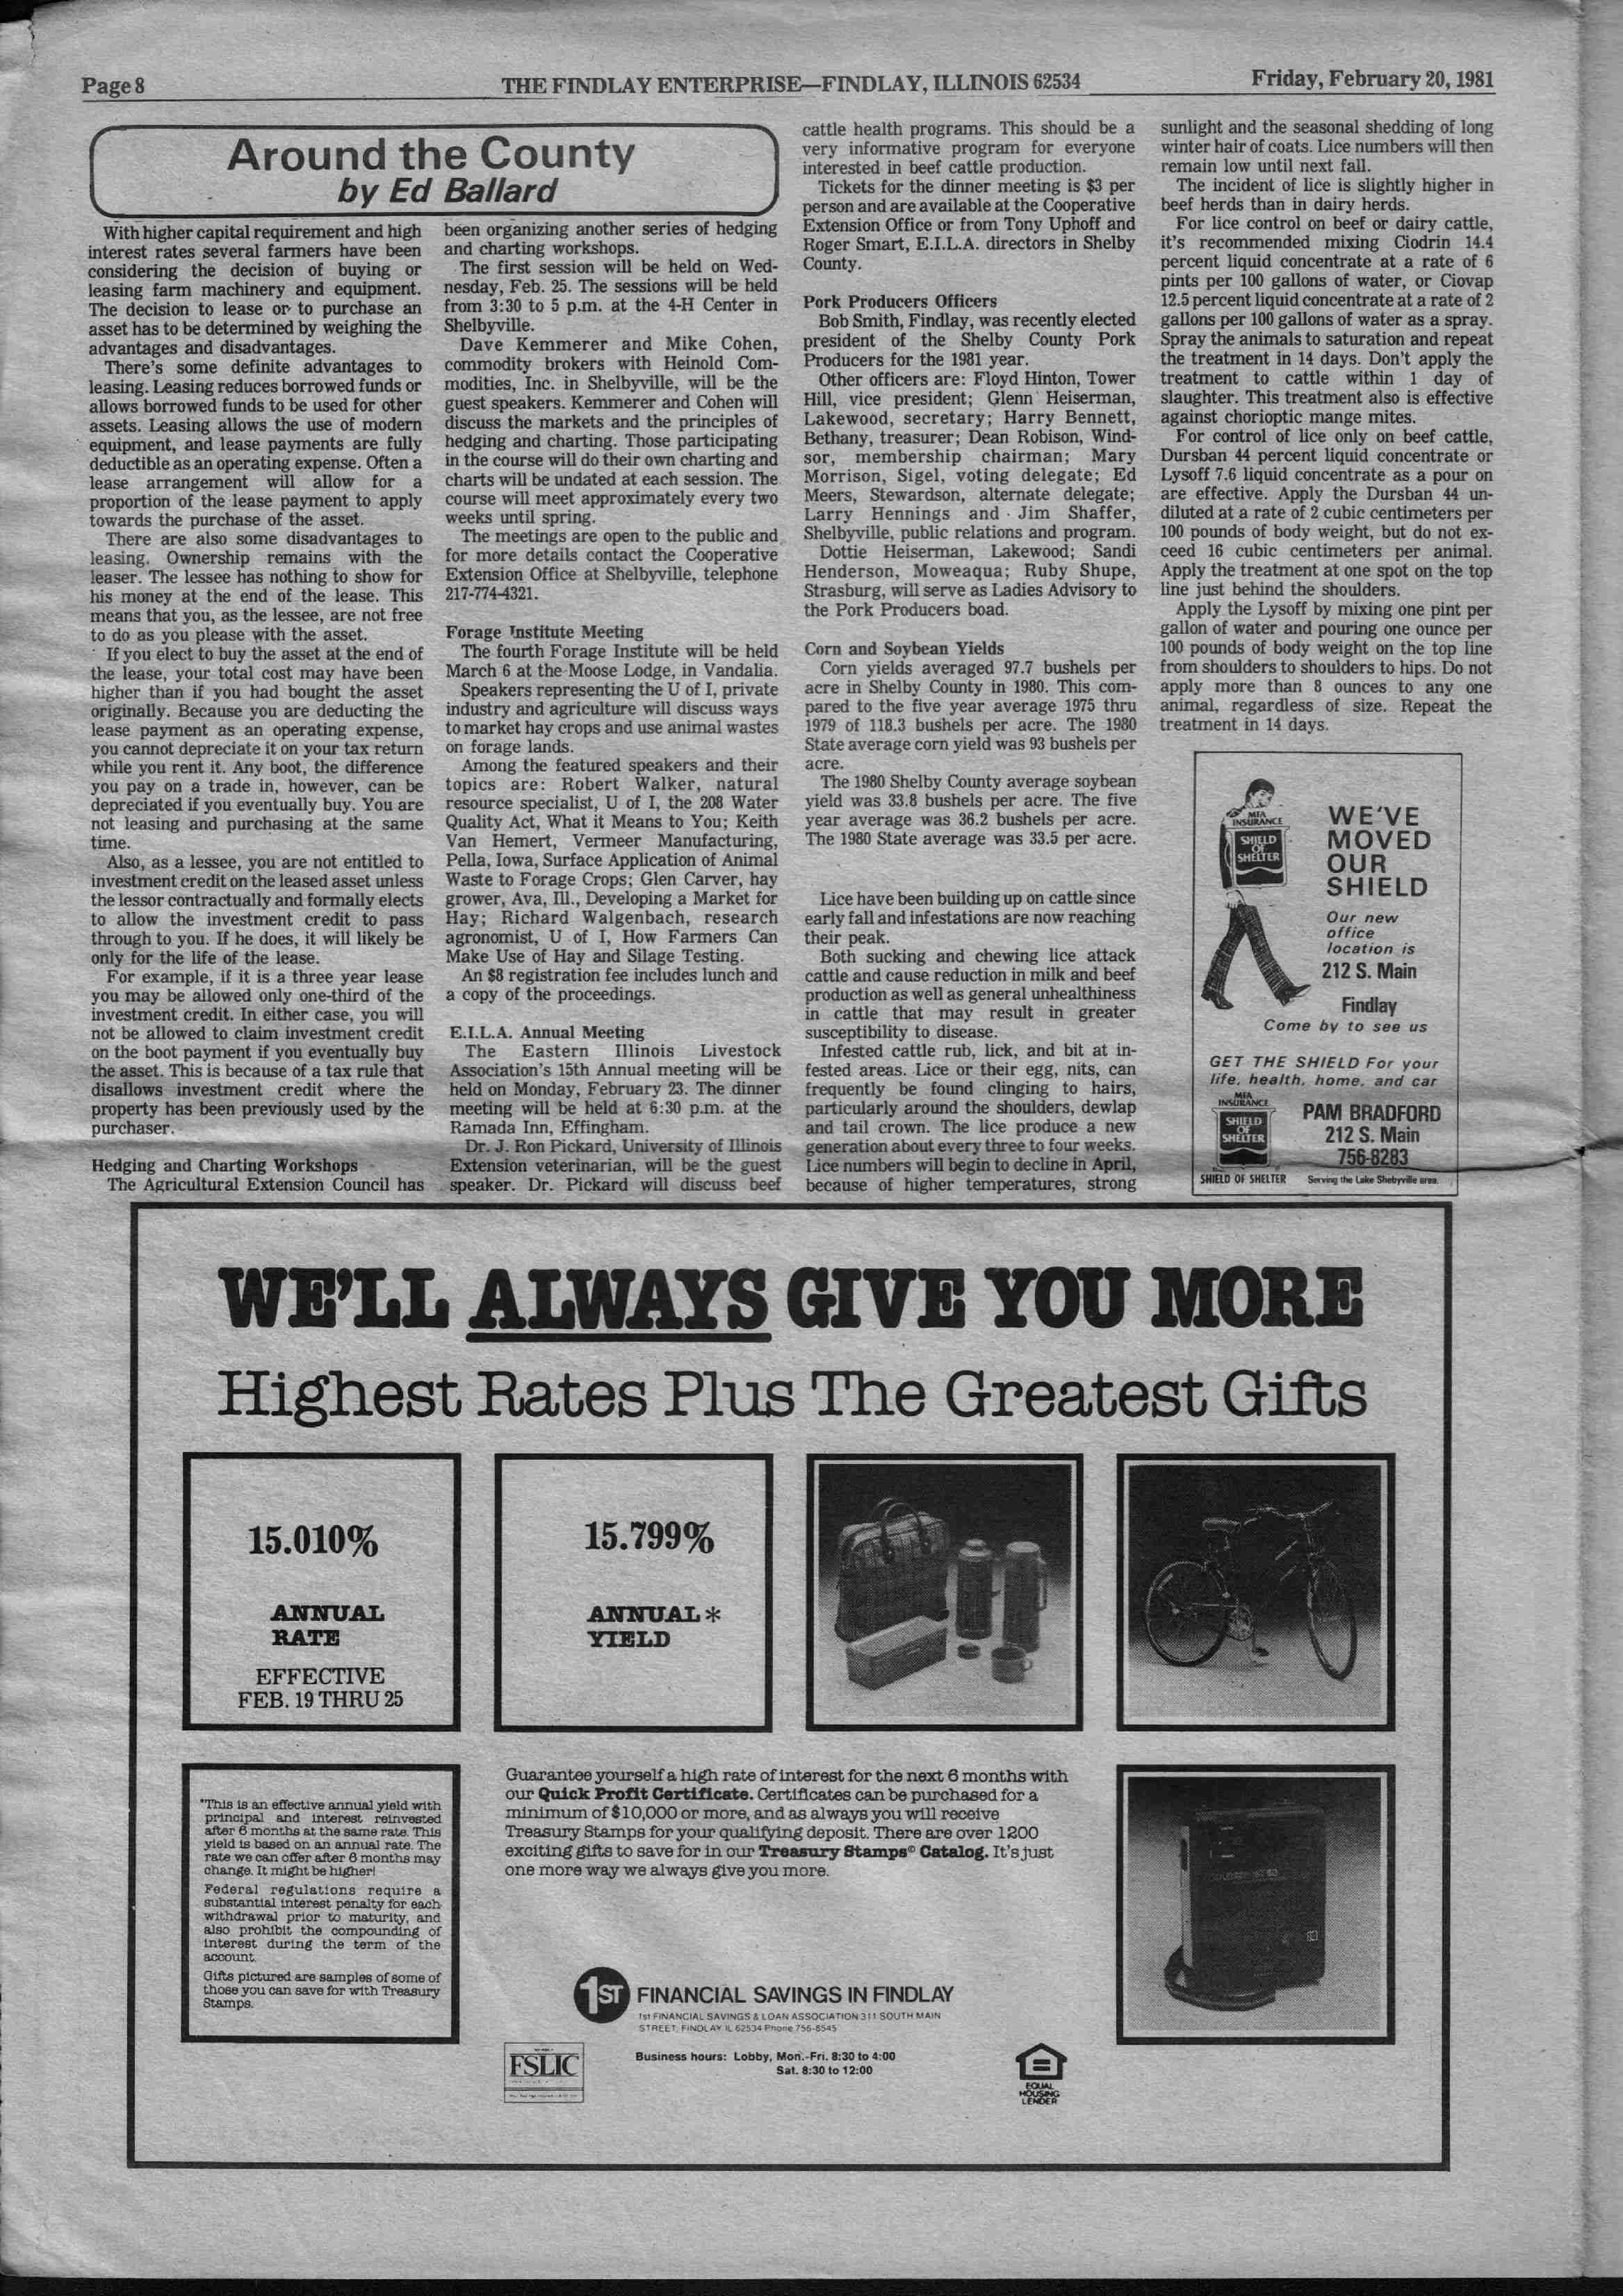 Page 8
THE FINDLAY ENTERPRISE—FINDLAY, ILLINOIS 62534
Friday, February 20, 1981
Around the County
by Ed Ballard
With higher capital requirement and high
interest rates several farmers have been
considering the decision of buying or
leasing farm machinery and equipment.
The decision to lease or to purchase an
asset has to be determined by weighing the
advantages and disadvantages.
There's some definite advantages to
leasing. Leasing reduces borrowed funds or
allows borrowed funds to be used for other
assets. Leasing allows the use of modern
equipment, and lease payments are fully
deductible as an operating expense. Often a
lease arrangement will allow for a
proportion of the lease payment to apply
towards the purchase of the asset.
There are also some disadvantages to
leasing. Ownership remains with the
leaser. The lessee has nothing to show for
his money at the end of the lease. This
means that you, as the lessee, are not free
to do as you please with the asset.
If you elect to buy the asset at the end of
the lease, your total cost may have been
higher than if you had bought the asset
originally. Because you are deducting the
lease payment as an operating expense,
you cannot depreciate it on your tax return
while you rent it. Any boot, the difference
you pay on a trade in, however, can be
depreciated if you eventually buy. You are
not leasing and purchasing at the same
time.
Also, as a lessee, you are not entitled to
investment credit on the leased asset unless
the lessor contractually and formally elects
to allow the investment credit to pass
through to you. If he does, it will likely be
only for the life of the lease.
For example, if it is a three year lease
you may be allowed only one-third of the
investment credit. In either case, you will
not be allowed to claim investment credit
on the boot payment if you eventually buy
the asset. This is because of a tax rule that
disallows investment credit where the
property has been previously used by the
purchaser.
Hedging and Charting Workshops
The Agricultural Extension Council has
been organizing another series of hedging
and charting workshops.
The first session will be held on Wed-
nesday, Feb. 25. The sessions will be held
from 3:30 to 5 p.m. at the 4-H Center in
Shelbyville.
Dave Kemmerer and Mike Cohen,
commodity brokers with Heinold Com-
modities, Inc. in Shelbyville, will be the
guest speakers. Kemmerer and Cohen will
discuss the markets and the principles of
hedging and charting. Those participating
in the course will do their own charting and
charts will be undated at each session. The
course will meet approximately every two
weeks until spring.
The meetings are open to the public and
for more details contact the Cooperative
Extension Office at Shelbyville, telephone
217-774-4321.
Forage Institute Meeting
The fourth Forage Institute will be held
March 6 at the Moose Lodge, in Vandalia.
Speakers representing the U of I, private
industry and agriculture will discuss ways
to market hay crops and use animal wastes
on forage lands.
Among the featured speakers and their
topics are: Robert Walker, natural
resource specialist, U of I, the 208 Water
Quality Act, What it Means to You; Keith
Van Hemert, Vermeer Manufacturing,
Pella, Iowa, Surface Application of Animal
Waste to Forage Crops; Glen Carver, hay
grower, Ava, Ill., Developing a Market for
Hay; Richard Walgenbach, research
agronomist, U of I, How Farmers Can
Make Use of Hay and Silage Testing.
An $8 registration fee includes lunch and
a copy of the proceedings.
E.I.L.A. Annual Meeting
The Eastern Illinois Livestock
Association's 15th Annual meeting will be
held on Monday, February 23. The dinner
meeting will be held at 6:30 p.m. at the
Ramada Inn, Effingham.
Dr. J. Ron Pickard, University of Illinois
Extension veterinarian, will be the guest
speaker. Dr. Pickard will discuss beef
cattle health programs. This should be a
very informative program for everyone
interested in beef cattle production.
Tickets for the dinner meeting is $3 per
person and are available at the Cooperative
Extension Office or from Tony Uphoff and
Roger Smart, E.I.L.A. directors in Shelby
County.
Pork Producers Officers
Bob Smith, Findlay, was recently elected
president of the Shelby County Pork
Producers for the 1981 year.
Other officers are: Floyd Hinton, Tower
Hill, vice president; Glenn Heiserman,
Lakewood, secretary; Harry Bennett,
Bethany, treasurer; Dean Robison, Wind-
sor, membership chairman; Mary
Morrison, Sigel, voting delegate; Ed
Meers, Stewardson, alternate delegate;
Larry Hennings and Jim Shaffer,
Shelbyville, public relations and program.
Dottie Heiserman, Lakewood; Sandi
Henderson, Moweaqua; Ruby Shupe,
Strasburg, will serve as Ladies Advisory to
the Pork Producers boad.
Corn and Soybean Yields
Corn yields averaged 97.7 bushels per
acre in Shelby County in 1980. This com-
pared to the five year average 1975 thru
1979 of 118.3 bushels per acre. The 1980
State average corn yield was 93 bushels per
acre.
The 1980 Shelby County average soybean
yield was 33.8 bushels per acre. The five
year average was 36.2 bushels per acre.
The 1980 State average was 33.5 per acre.
Lice have been building up on cattle since
early fall and infestations are now reaching
their peak.
Both sucking and chewing lice attack
cattle and cause reduction in milk and beef
production as well as general unhealthiness
in cattle that may result in greater
susceptibility to disease.
Infested cattle rub, lick, and bit at in-
fested areas. Lice or their egg, nits, can
frequently be found clinging to hairs,
particularly around the shoulders, dewlap
and tail crown. The lice produce a new
generation about every three to four weeks.
Lice numbers will begin to decline in April,
because of higher temperatures, strong
sunlight and the seasonal shedding of long
winter hair of coats. Lice numbers will then
remain low until next fall.
The incident of lice is slightly higher in
beef herds than in dairy herds.
For lice control on beef or dairy cattle,
it's recommended mixing Ciodrin 14.4
percent liquid concentrate at a rate of 6
pints per 100 gallons of water, or Ciovap
12.5 percent liquid concentrate at a rate of 2
gallons per 100 gallons of water as a spray.
Spray the animals to saturation and repeat
the treatment in 14 days. Don't apply the
treatment to cattle within 1 day of
slaughter. This treatment also is effective
against chorioptic mange mites.
For control of lice only on beef cattle,
Dursban 44 percent liquid concentrate or
Lysoff 7.6 liquid concentrate as a pour on
are effective. Apply the Dursban 44 un-
diluted at a rate of 2 cubic centimeters per
100 pounds of body weight, but do not ex-
ceed 16 cubic centimeters per animal.
Apply the treatment at one spot on the top
line just behind the shoulders.
Apply the Lysoff by mixing one pint per
gallon of water and pouring one ounce per
100 pounds of body weight on the top line
from shoulders to shoulders to hips. Do not
apply more than 8 ounces to any one
animal, regardless of size. Repeat the
treatment in 14 days.
MFA
INSURANCE
SHIELD
OF
SHELTER
WE'VE
MOVED
OUR
SHIELD
Our new
office
location is
212 S. Main
Findlay
Come by to see us
GET THE SHIELD For your
life, health, home, and car
MFA
INSURANCE
SHIELD
OF
SHELTER
SHIELD OF SHELTER
PAM BRADFORD
212 S. Main
756-8283
Serving the Lake Shebyville area.
WE'LL ALWAYS GIVE YOU MORE
Highest Rates Plus The Greatest Gifts
15.010%
ANNUAL
RATE
EFFECTIVE
FEB. 19 THRU 25
15.799%
ANNUAL*
YIELD
*This is an effective annual yield with
principal and interest reinvested
after 6 months at the same rate. This
yield is based on an annual rate. The
rate we can offer after 6 months may
change. It might be higher!
Federal regulations require a
substantial interest penalty for each
withdrawal prior to maturity, and
also prohibit the compounding of
interest during the term of the
account.
Gifts pictured are samples of some of
those you can save for with Treasury
Stamps.
Guarantee yourself a high rate of interest for the next 6 months with
our Quick Profit Certificate. Certificates can be purchased for a
minimum of $10,000 or more, and as always you will receive
Treasury Stamps for your qualifying deposit. There are over 1200
exciting gifts to save for in our Treasury Stamps® Catalog. It's just
one more way we always give you more.
1ST FINANCIAL SAVINGS IN FINDLAY
1st FINANCIAL SAVINGS & LOAN ASSOCIATION 311 SOUTH MAIN
STREET, FINDLAY IL 62534 Phone 756-8545
FSLIC
Business hours: Lobby, Mon.-Fri. 8:30 to 4:00
Sat. 8:30 to 12:00
EQUAL
HOUSING
LENDER